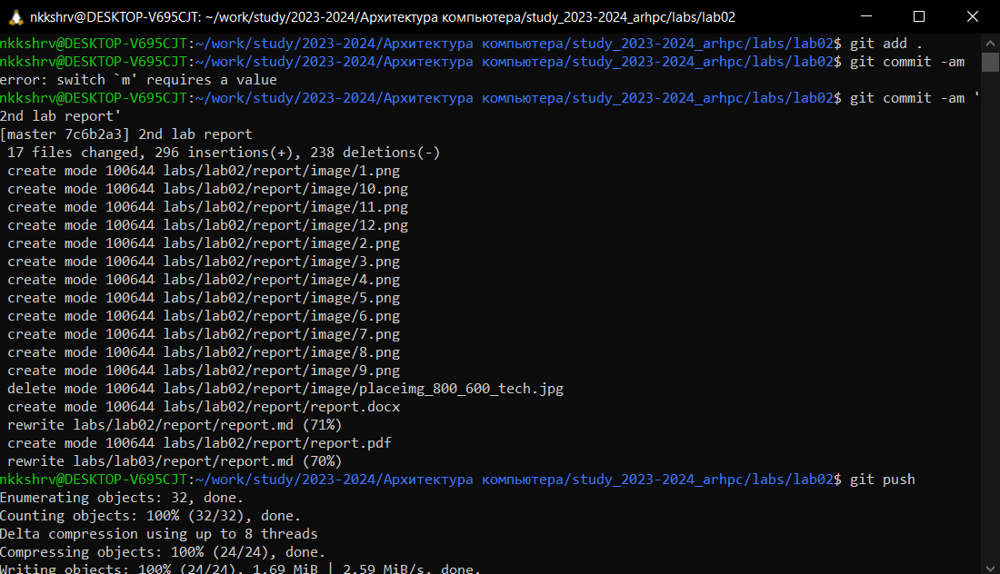 nkkshrv@DESKTOP-V695CJT: ~/work/study/2023-2024/Архитектура компьютера/study_2023-2024_arhpc/labs/lab02
nkkshrv@DESKTOP-V695CJT:~/work/study/2023-2024/Архитектура компьютера/study_2023-2024_arhpc/labs/lab02$ git add .
nkkshrv@DESKTOP-V695CJT:~/work/study/2023-2024/Архитектура компьютера/study_2023-2024_arhpc/labs/lab02$ git commit -am
error: switch `m' requires a value
nkkshrv@DESKTOP-V695CJT:~/work/study/2023-2024/Архитектура компьютера/study_2023-2024_arhpc/labs/lab02$ git commit -am '
2nd lab report'
[master 7c6b2a3] 2nd lab report
 17 files changed, 296 insertions(+), 238 deletions(-)
 create mode 100644 labs/lab02/report/image/1.png
 create mode 100644 labs/lab02/report/image/10.png
 create mode 100644 labs/lab02/report/image/11.png
 create mode 100644 labs/lab02/report/image/12.png
 create mode 100644 labs/lab02/report/image/2.png
 create mode 100644 labs/lab02/report/image/3.png
 create mode 100644 labs/lab02/report/image/4.png
 create mode 100644 labs/lab02/report/image/5.png
 create mode 100644 labs/lab02/report/image/6.png
 create mode 100644 labs/lab02/report/image/7.png
 create mode 100644 labs/lab02/report/image/8.png
 create mode 100644 labs/lab02/report/image/9.png
 delete mode 100644 labs/lab02/report/image/placeimg_800_600_tech.jpg
 create mode 100644 labs/lab02/report/report.docx
 rewrite labs/lab02/report/report.md (71%)
 create mode 100644 labs/lab02/report/report.pdf
 rewrite labs/lab03/report/report.md (70%)
nkkshrv@DESKTOP-V695CJT:~/work/study/2023-2024/Архитектура компьютера/study_2023-2024_arhpc/labs/lab02$ git push
Enumerating objects: 32, done.
Counting objects: 100% (32/32), done.
Delta compression using up to 8 threads
Compressing objects: 100% (24/24), done.
Writing objects: 100% (24/24), 1.69 MiB | 2.59 MiB/s, done.